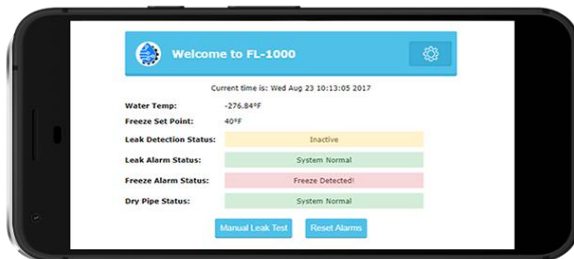 Welcome to FL-1000
Current time is: Wed Aug 23 10:13:05 2017
Water Temp: -276.84°F
Freeze Set Point: 40°F
Leak Detection Status: Inactive
Leak Alarm Status: System Normal
Freeze Alarm Status: Freeze Detected!
Dry Pipe Status: System Normal
Manual Leak Test Reset Alarms